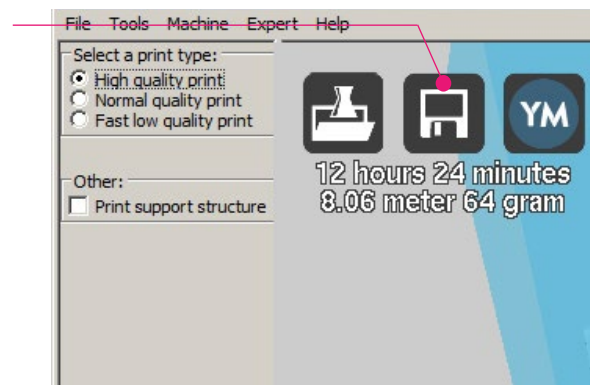 File Tools Machine Expert Help
Select a print type:
High quality print
Normal quality print
Fast low quality print
Other:
Print support structure
YM
12 hours 24 minutes
8.06 meter 64 gram